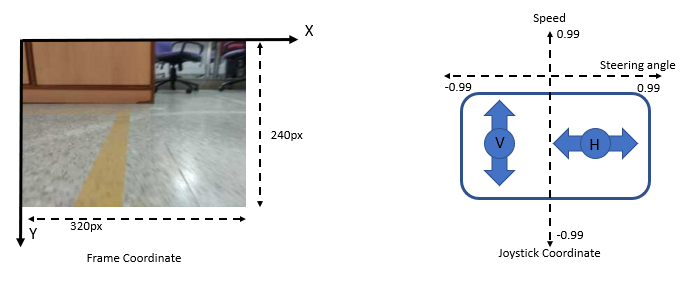 X
240px
320px
Y
Frame Coordinate
Speed
0.99
Steering angle
-0.99
0.99
V
H
-0.99
Joystick Coordinate